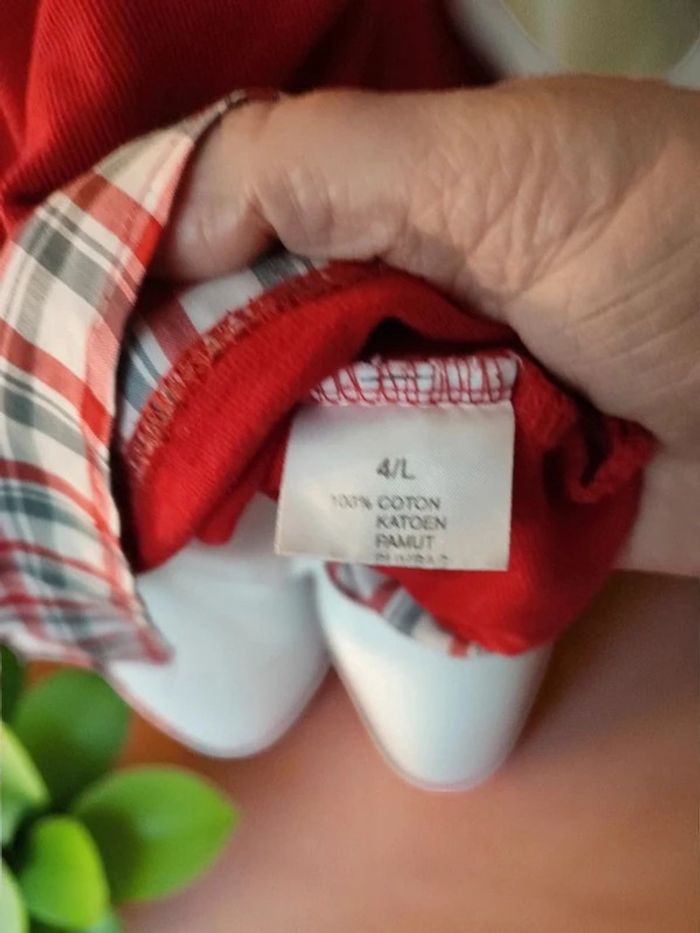 4/L
100% COTON
KATOEN
PAMUT